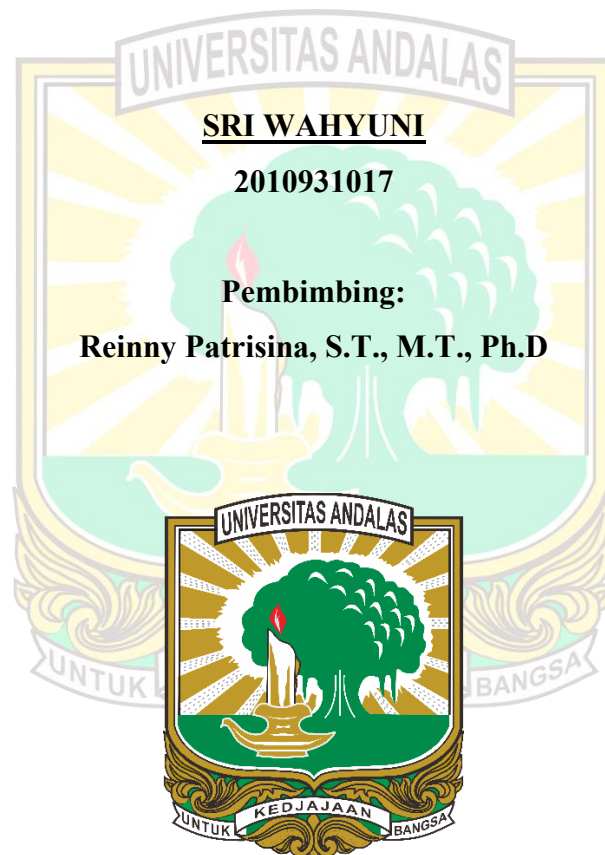 UNIVERSITAS ANDALAS
SRI WAHYUNI
2010931017
Pembimbing:
Reinny Patrisina, S.T., M.T., Ph.D
UNIVERSITAS ANDALAS
UNTUK BANGSA
UNTUK KEDJAJAAN BANGSA